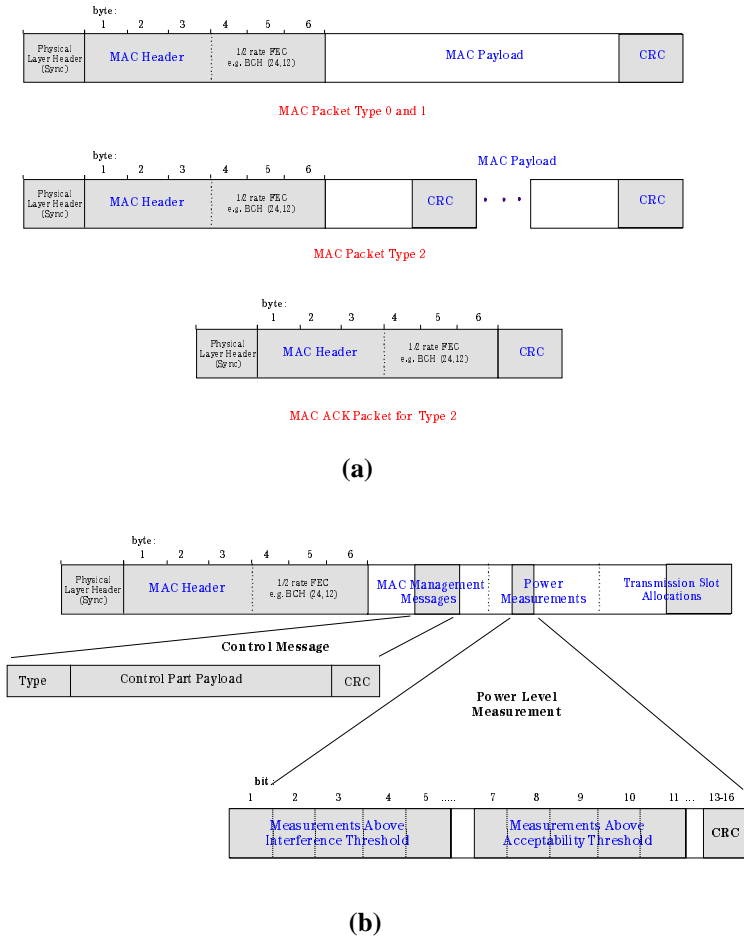 byte:
1 2 3 4 5 6
Physical
Layer Header
(Sync)
MAC Header
1/2 rate FEC
e.g. BCH (24,12)
MAC Payload
CRC
MAC Packet Type 0 and 1
byte:
1 2 3 4 5 6
MAC Payload
Physical
Layer Header
(Sync)
MAC Header
1/2 rate FEC
e.g. BCH (24,12)
CRC
• • •
CRC
MAC Packet Type 2
byte:
1 2 3 4 5 6
Physical
Layer Header
(Sync)
MAC Header
1/2 rate FEC
e.g. BCH (24,12)
CRC
MAC ACK Packet for Type 2
(a)
byte:
1 2 3 4 5 6
Physical
Layer Header
(Sync)
MAC Header
1/2 rate FEC
e.g. BCH (24,12)
MAC Management
Messages
Power
Measurements
Transmission Slot
Allocations
Control Message
Type
Control Part Payload
CRC
Power Level
Measurement
bit:
1 2 3 4 5 ..... 7 8 9 10 11 ... 13-16
Measurements Above
Interference Threshold
Measurements Above
Acceptability Threshold
CRC
(b)